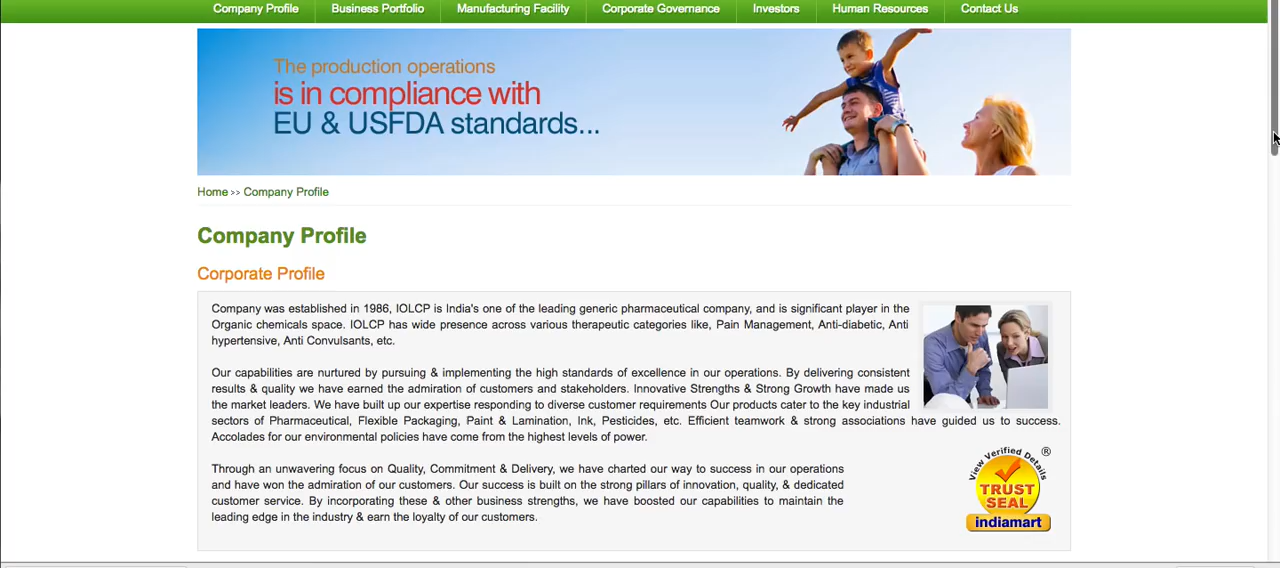 Company Profile Business Portfolio Manufacturing Facility Corporate Governance Investors Human Resources Contact Us
The production operations
is in compliance with
EU & USFDA standards...
Home >> Company Profile
Company Profile
Corporate Profile
Company was established in 1986, IOLCP is India's one of the leading generic pharmaceutical company, and is significant player in the
Organic chemicals space. IOLCP has wide presence across various therapeutic categories like, Pain Management, Anti-diabetic, Anti
hypertensive, Anti Convulsants, etc.
Our capabilities are nurtured by pursuing & implementing the high standards of excellence in our operations. By delivering consistent
results & quality we have earned the admiration of customers and stakeholders. Innovative Strengths & Strong Growth have made us
the market leaders. We have built up our expertise responding to diverse customer requirements Our products cater to the key industrial
sectors of Pharmaceutical, Flexible Packaging, Paint & Lamination, Ink, Pesticides, etc. Efficient teamwork & strong associations have guided us to success.
Accolades for our environmental policies have come from the highest levels of power.
Through an unwavering focus on Quality, Commitment & Delivery, we have charted our way to success in our operations
and have won the admiration of our customers. Our success is built on the strong pillars of innovation, quality, & dedicated
customer service. By incorporating these & other business strengths, we have boosted our capabilities to maintain the
leading edge in the industry & earn the loyalty of our customers.
View Verified Details ®
TRUST
SEAL
indiamart